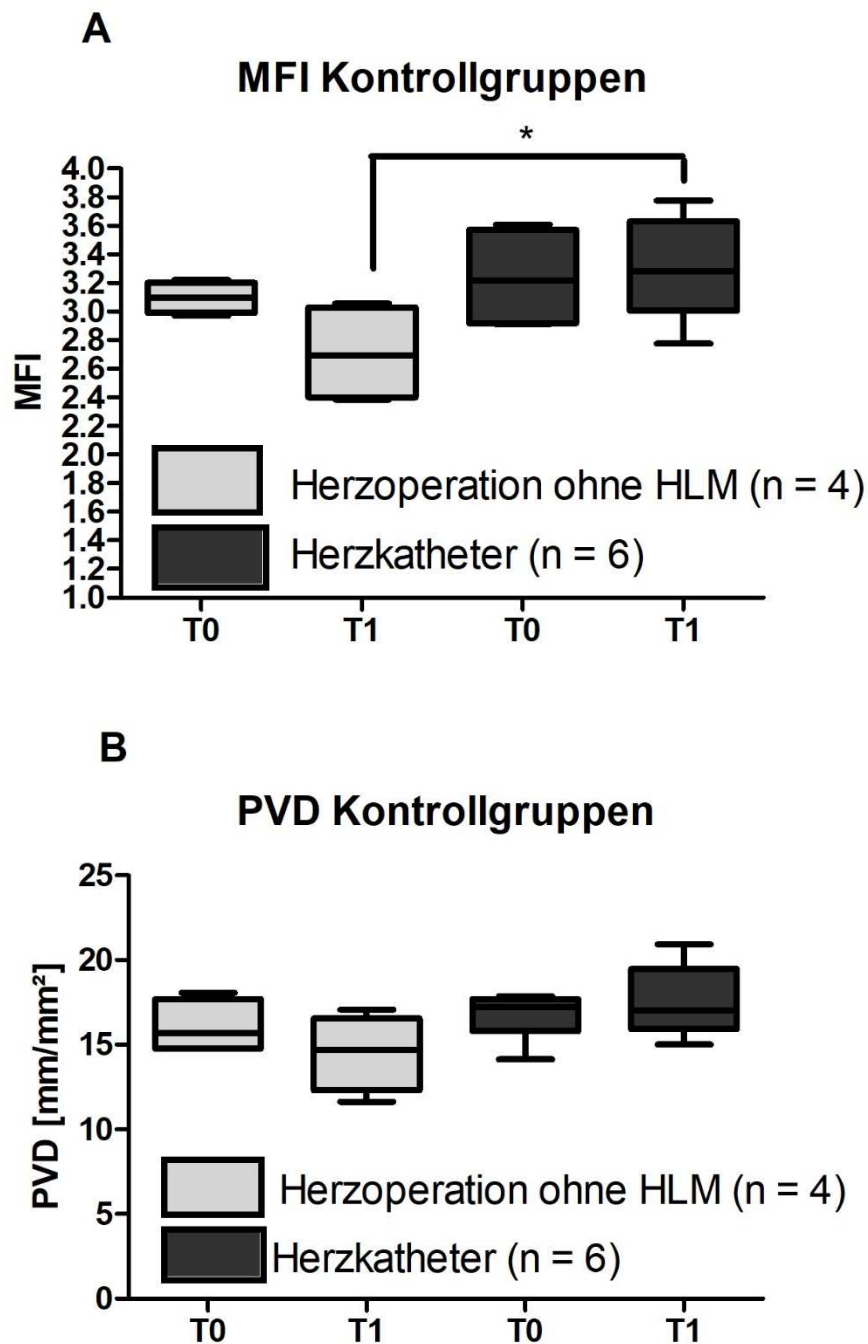 A
MFI Kontrollgruppen
*
MFI
4.0
3.8
3.6
3.4
3.2
3.0
2.8
2.6
2.4
2.2
2.0
1.8
1.6
1.4
1.2
1.0
Herzoperation ohne HLM (n = 4)
Herzkatheter (n = 6)
T0 T1 T0 T1
B
PVD Kontrollgruppen
PVD [mm/mm²]
25
20
15
10
5
0
Herzoperation ohne HLM (n = 4)
Herzkatheter (n = 6)
T0 T1 T0 T1